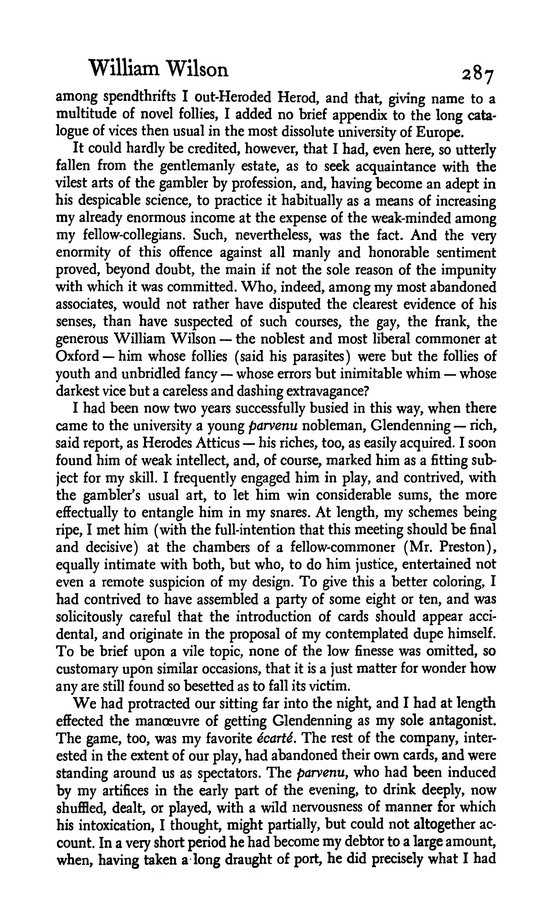 William Wilson 287
among spendthrifts I out-Heroded Herod, and that, giving name to a
multitude of novel follies, I added no brief appendix to the long cata-
logue of vices then usual in the most dissolute university of Europe.
It could hardly be credited, however, that I had, even here, so utterly
fallen from the gentlemanly estate, as to seek acquaintance with the
vilest arts of the gambler by profession, and, having become an adept in
his despicable science, to practice it habitually as a means of increasing
my already enormous income at the expense of the weak-minded among
my fellow-collegians. Such, nevertheless, was the fact. And the very
enormity of this offence against all manly and honorable sentiment
proved, beyond doubt, the main if not the sole reason of the impunity
with which it was committed. Who, indeed, among my most abandoned
associates, would not rather have disputed the clearest evidence of his
senses, than have suspected of such courses, the gay, the frank, the
generous William Wilson — the noblest and most liberal commoner at
Oxford — him whose follies (said his parasites) were but the follies of
youth and unbridled fancy — whose errors but inimitable whim — whose
darkest vice but a careless and dashing extravagance?
I had been now two years successfully busied in this way, when there
came to the university a young parvenu nobleman, Glendenning — rich,
said report, as Herodes Atticus — his riches, too, as easily acquired. I soon
found him of weak intellect, and, of course, marked him as a fitting sub-
ject for my skill. I frequently engaged him in play, and contrived, with
the gambler's usual art, to let him win considerable sums, the more
effectually to entangle him in my snares. At length, my schemes being
ripe, I met him (with the full-intention that this meeting should be final
and decisive) at the chambers of a fellow-commoner (Mr. Preston),
equally intimate with both, but who, to do him justice, entertained not
even a remote suspicion of my design. To give this a better coloring, I
had contrived to have assembled a party of some eight or ten, and was
solicitously careful that the introduction of cards should appear acci-
dental, and originate in the proposal of my contemplated dupe himself.
To be brief upon a vile topic, none of the low finesse was omitted, so
customary upon similar occasions, that it is a just matter for wonder how
any are still found so besetted as to fall its victim.
We had protracted our sitting far into the night, and I had at length
effected the manœuvre of getting Glendenning as my sole antagonist.
The game, too, was my favorite écarté. The rest of the company, inter-
ested in the extent of our play, had abandoned their own cards, and were
standing around us as spectators. The parvenu, who had been induced
by my artifices in the early part of the evening, to drink deeply, now
shuffled, dealt, or played, with a wild nervousness of manner for which
his intoxication, I thought, might partially, but could not altogether ac-
count. In a very short period he had become my debtor to a large amount,
when, having taken a long draught of port, he did precisely what I had